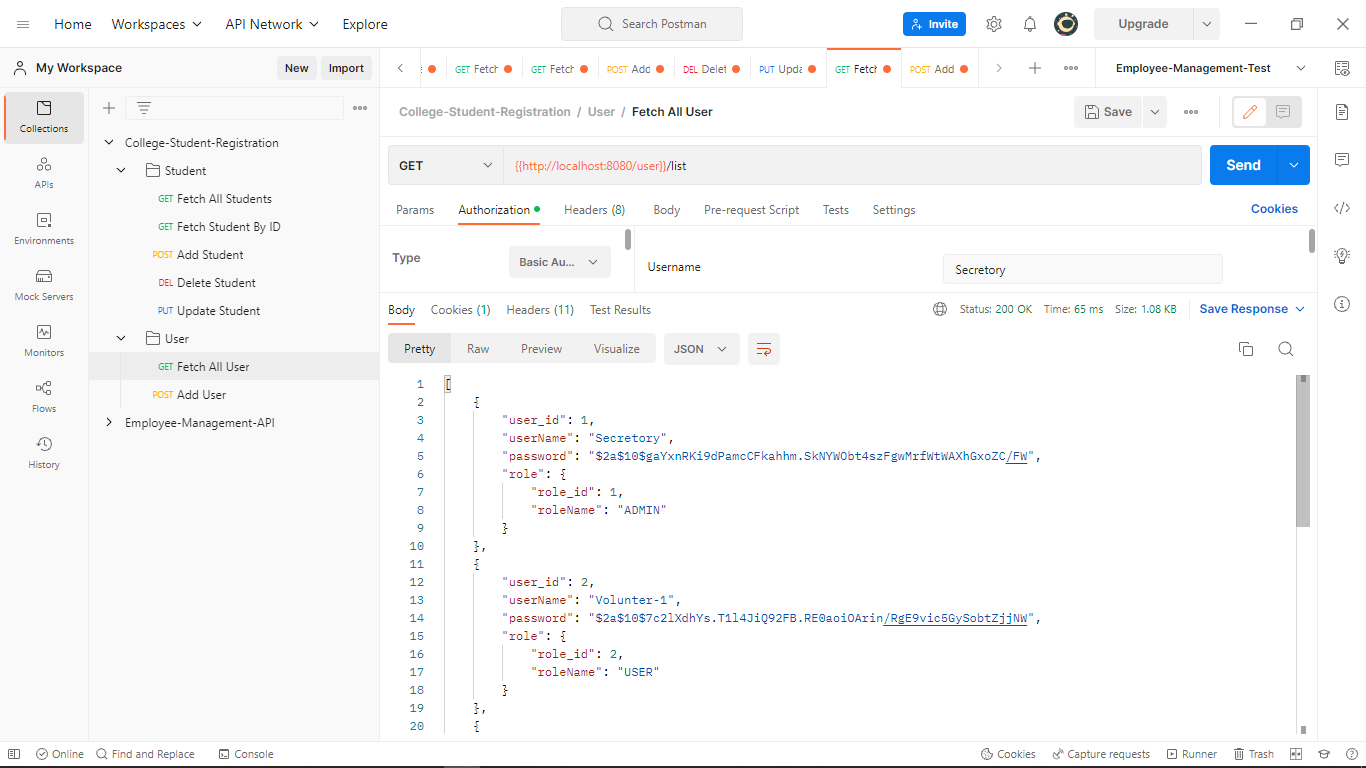 Home Workspaces API Network Explore Search Postman Invite Upgrade
My Workspace New Import GET Fetch GET Fetch POST Add DEL Delet PUT Upda GET Fetch POST Add Employee-Management-Test
Collections
APIs
Environments
Mock Servers
Monitors
Flows
History
College-Student-Registration
Student
GET Fetch All Students
GET Fetch Student By ID
POST Add Student
DEL Delete Student
PUT Update Student
User
GET Fetch All User
POST Add User
Employee-Management-API
College-Student-Registration / User / Fetch All User Save
GET {{http://localhost:8080/user}}/list Send
Params Authorization Headers (8) Body Pre-request Script Tests Settings Cookies
Type Basic Au... Username Secretory
Body Cookies (1) Headers (11) Test Results Status: 200 OK Time: 65 ms Size: 1.08 KB Save Response
Pretty Raw Preview Visualize JSON
1 [
2 {
3 "user_id": 1,
4 "userName": "Secretory",
5 "password": "$2a$10$gaYxnRKi9dPamcCFkahhm.SkNYWObt4szFgwMrfWtWAXhGxoZC/FW",
6 "role": {
7 "role_id": 1,
8 "roleName": "ADMIN"
9 }
10 },
11 {
12 "user_id": 2,
13 "userName": "Volunter-1",
14 "password": "$2a$10$7c2lXdhYs.T1l4JiQ92FB.RE0aoiOArin/RgE9vic5GySobtZjjNW",
15 "role": {
16 "role_id": 2,
17 "roleName": "USER"
18 }
19 },
20 {
Online Find and Replace Console Cookies Capture requests Runner Trash